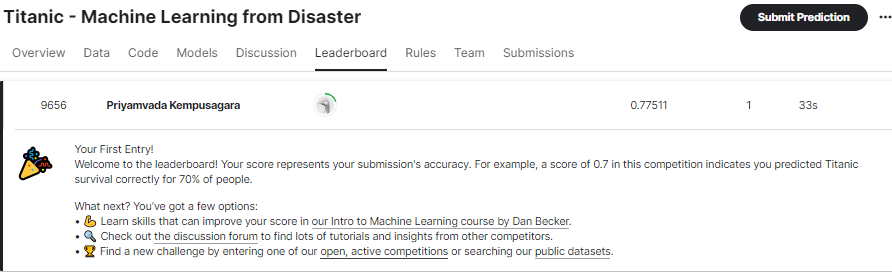 Titanic - Machine Learning from Disaster
Submit Prediction
Overview Data Code Models Discussion Leaderboard Rules Team Submissions
9656 Priyamvada Kempusagara 0.77511 1 33s
Your First Entry!
Welcome to the leaderboard! Your score represents your submission's accuracy. For example, a score of 0.7 in this competition indicates you predicted Titanic
survival correctly for 70% of people.
What next? You've got a few options:
• 💪 Learn skills that can improve your score in our Intro to Machine Learning course by Dan Becker.
• 🔍 Check out the discussion forum to find lots of tutorials and insights from other competitors.
• 🏆 Find a new challenge by entering one of our open, active competitions or searching our public datasets.